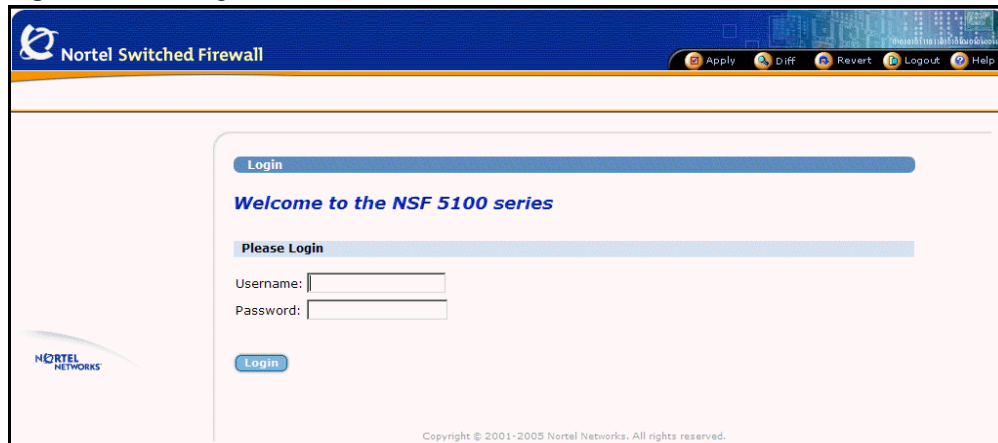 Nortel Switched Firewall
Apply Diff Revert Logout Help
Login
Welcome to the NSF 5100 series
Please Login
Username:
Password:
NORTEL
NETWORKS
Login
Copyright © 2001-2005 Nortel Networks. All rights reserved.